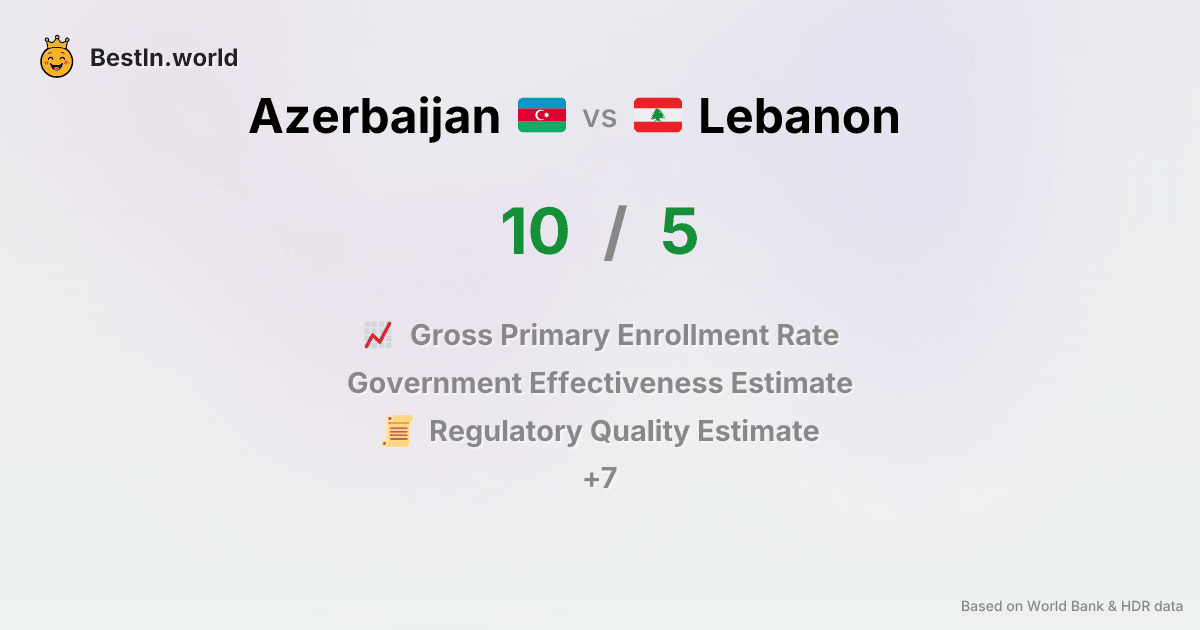 BestIn.world
Azerbaijan vs Lebanon
10 / 5
Gross Primary Enrollment Rate
Government Effectiveness Estimate
Regulatory Quality Estimate
+7
Based on World Bank & HDR data